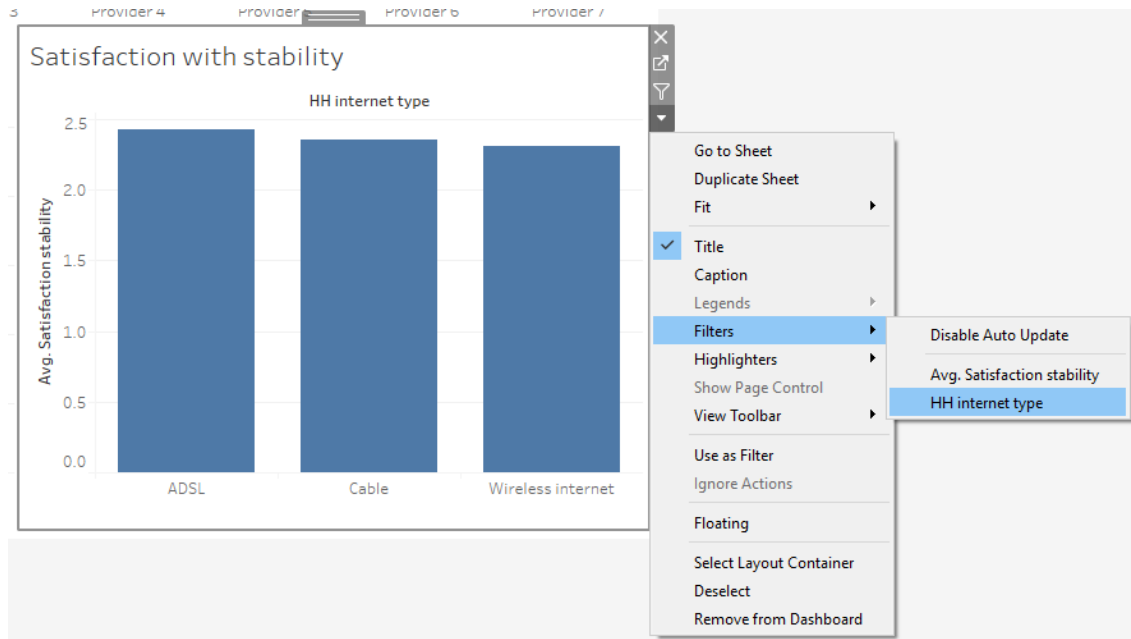 3 Provider 4 Provider 5 Provider 6 Provider 7
Satisfaction with stability
HH internet type
Avg. Satisfaction stability
2.5
2.0
1.5
1.0
0.5
0.0
ADSL Cable Wireless internet
Go to Sheet
Duplicate Sheet
Fit
Title
Caption
Legends
Filters
Highlighters
Show Page Control
View Toolbar
Use as Filter
Ignore Actions
Floating
Select Layout Container
Deselect
Remove from Dashboard
Disable Auto Update
Avg. Satisfaction stability
HH internet type